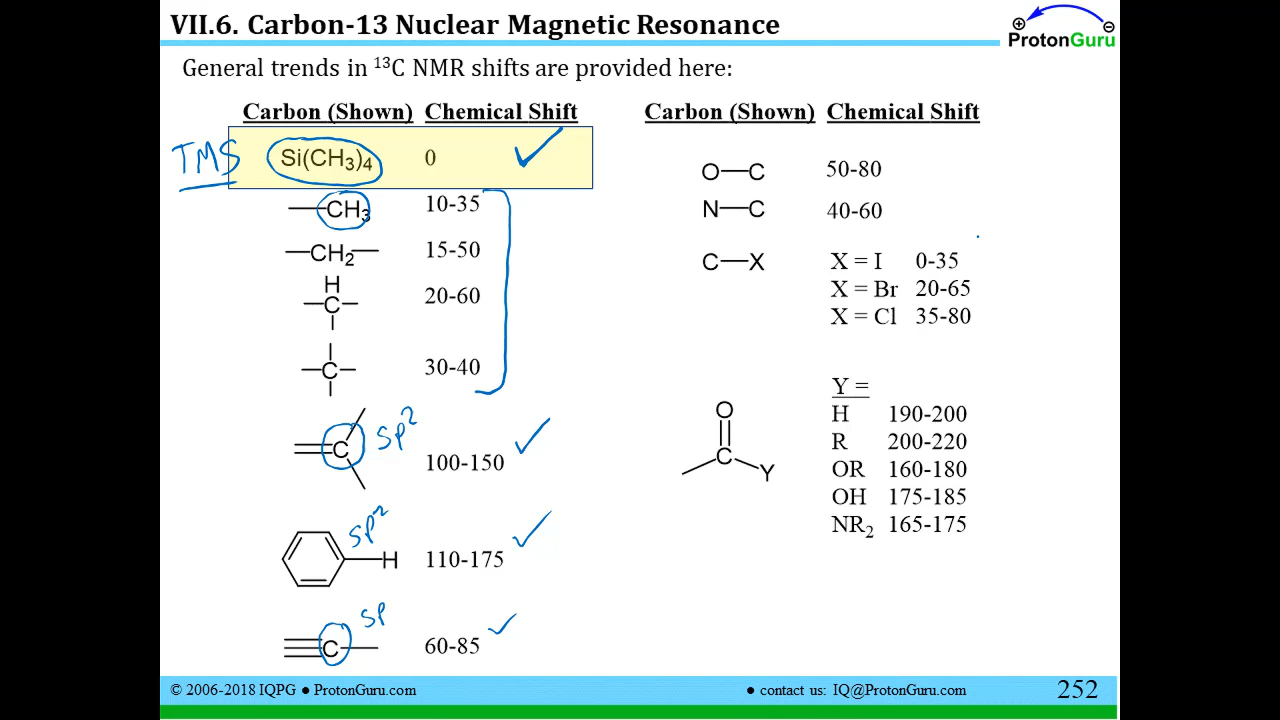 VII.6. Carbon-13 Nuclear Magnetic Resonance
ProtonGuru
General trends in ¹³C NMR shifts are provided here:
Carbon (Shown) Chemical Shift
TMS Si(CH₃)₄ 0
CH₃ 10-35
CH₂ 15-50
H
C 20-60
C 30-40
C sp² 100-150
sp²
H 110-175
sp
C 60-85
Carbon (Shown) Chemical Shift
O C 50-80
N C 40-60
C X X = I 0-35
X = Br 20-65
X = Cl 35-80
O
C Y
Y =
H 190-200
R 200-220
OR 160-180
OH 175-185
NR₂ 165-175
© 2006-2018 IQPG ● ProtonGuru.com
● contact us: IQ@ProtonGuru.com
252